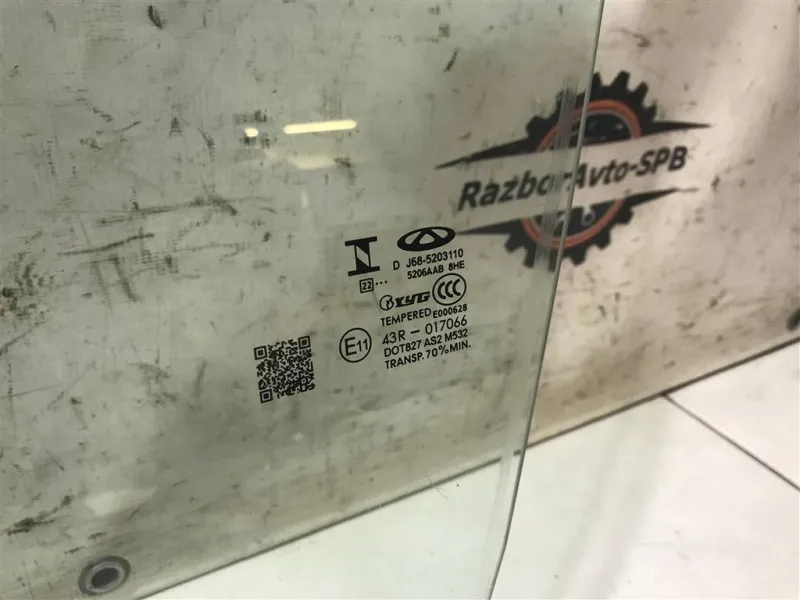 RazborAvto-SPB
D J68-5203110
5206AAB 8HE
22...
XYG CCC
TEMPERED E000628
E11 43R - 017066
DOT827 AS2 M532
TRANSP. 70% MIN.